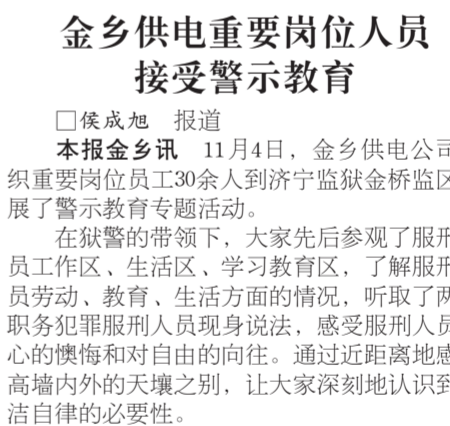 金乡供电重要岗位人员
接受警示教育
□侯成旭 报道
本报金乡讯 11月4日，金乡供电公司
织重要岗位员工30余人到济宁监狱金桥监区
展了警示教育专题活动。
在狱警的带领下，大家先后参观了服刑
员工作区、生活区、学习教育区，了解服刑
员劳动、教育、生活方面的情况，听取了两
职务犯罪服刑人员现身说法，感受服刑人员
心的懊悔和对自由的向往。通过近距离地感
高墙内外的天壤之别，让大家深刻地认识到
洁自律的必要性。